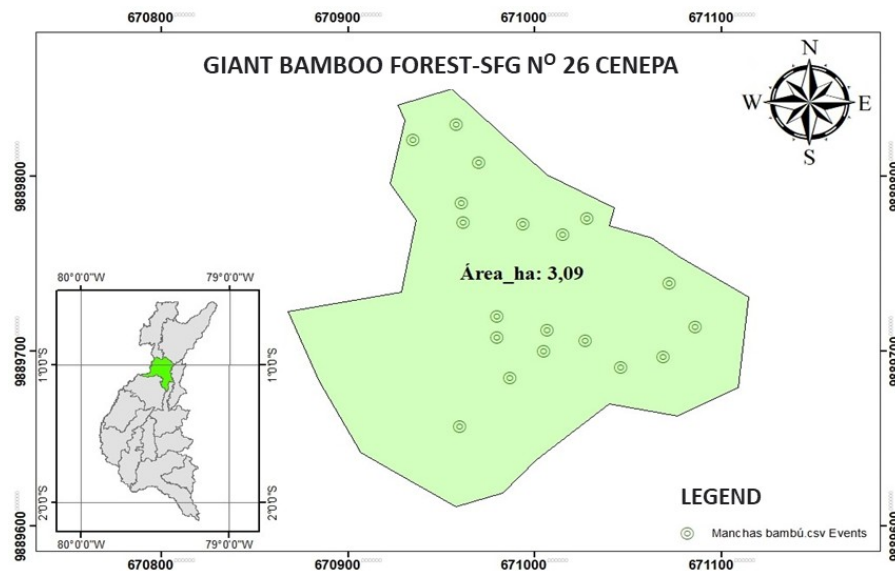 670800 670900 671000 671100
GIANT BAMBOO FOREST-SFG Nº 26 CENEPA
N
W E
S
9889800 9889800
Área_ha: 3,09
80°0'0"W 79°0'0"W
1°0'0"S 1°0'0"S
9889700 9889700
2°0'0"S 2°0'0"S
80°0'0"W 79°0'0"W
LEGEND
Manchas bambú.csv Events
9889600 9889600
670800 670900 671000 671100